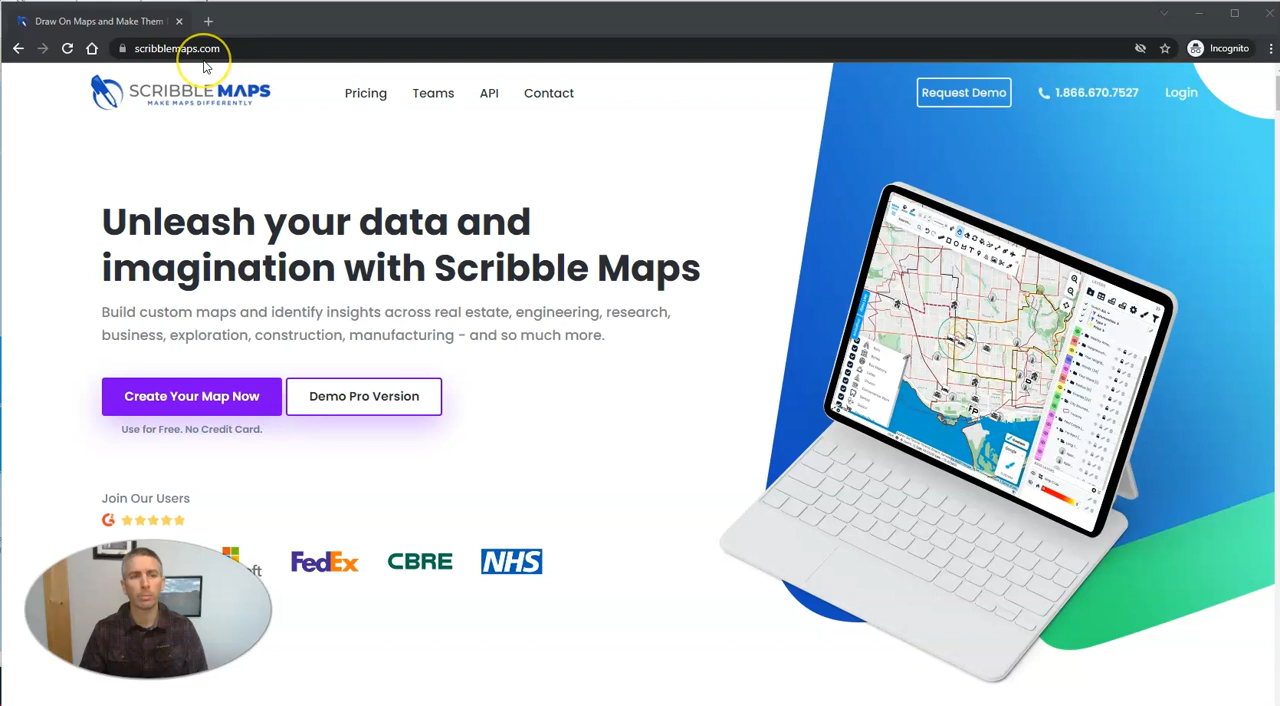 Draw On Maps and Make Them
scribblemaps.com
Incognito
SCRIBBLE MAPS
MAKE MAPS DIFFERENTLY
Pricing
Teams
API
Contact
Request Demo
1.866.670.7527
Login
Unleash your data and
imagination with Scribble Maps
Build custom maps and identify insights across real estate, engineering, research,
business, exploration, construction, manufacturing - and so much more.
Create Your Map Now
Demo Pro Version
Use for Free. No Credit Card.
Join Our Users
FedEx
CBRE
NHS